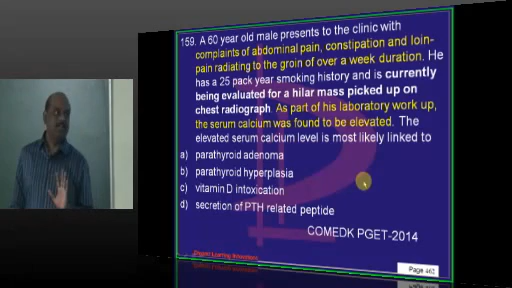 159. A 60 year old male presents to the clinic with
complaints of abdominal pain, constipation and loin-
pain radiating to the groin of over a week duration. He
has a 25 pack year smoking history and is currently
being evaluated for a hilar mass picked up on
chest radiograph. As part of his laboratory work up,
the serum calcium was found to be elevated. The
elevated serum calcium level is most likely linked to
a) parathyroid adenoma
b) parathyroid hyperplasia
c) vitamin D intoxication
d) secretion of PTH related peptide
COMEDK PGET-2014
Page 462